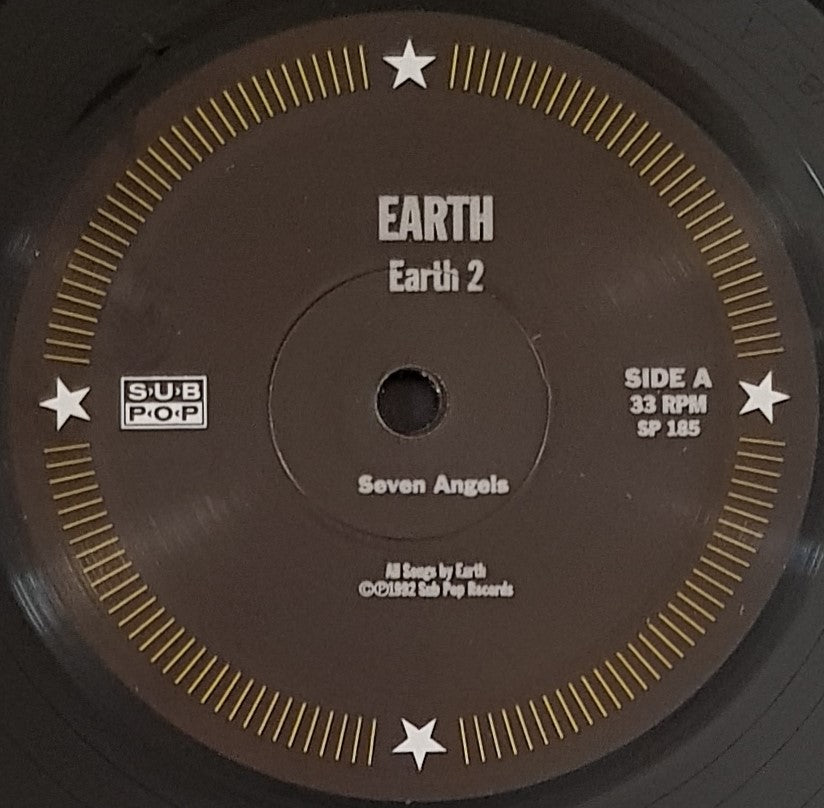 EARTH
Earth 2
SUB
POP
SIDE A
33 RPM
SP 185
Seven Angels
All Songs by Earth
©℗1992 Sub Pop Records